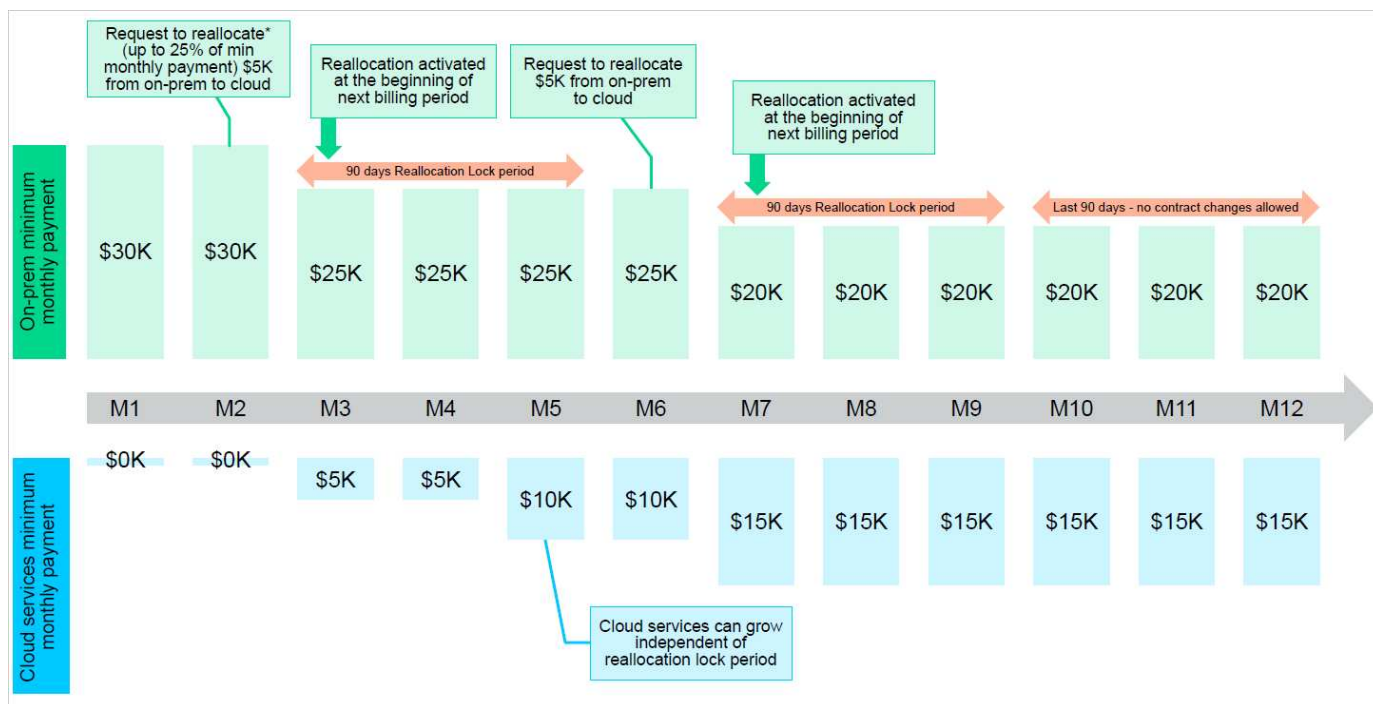 Request to reallocate*
(up to 25% of min
monthly payment) $5K
from on-prem to cloud
Reallocation activated
at the beginning of
next billing period
Request to reallocate
$5K from on-prem
to cloud
Reallocation activated
at the beginning of
next billing period
90 days Reallocation Lock period
90 days Reallocation Lock period
Last 90 days - no contract changes allowed
On-prem minimum
monthly payment
$30K $30K $25K $25K $25K $25K $20K $20K $20K $20K $20K $20K
M1 M2 M3 M4 M5 M6 M7 M8 M9 M10 M11 M12
Cloud services minimum
monthly payment
$0K $0K $5K $5K $10K $10K $15K $15K $15K $15K $15K $15K
Cloud services can grow
independent of
reallocation lock period